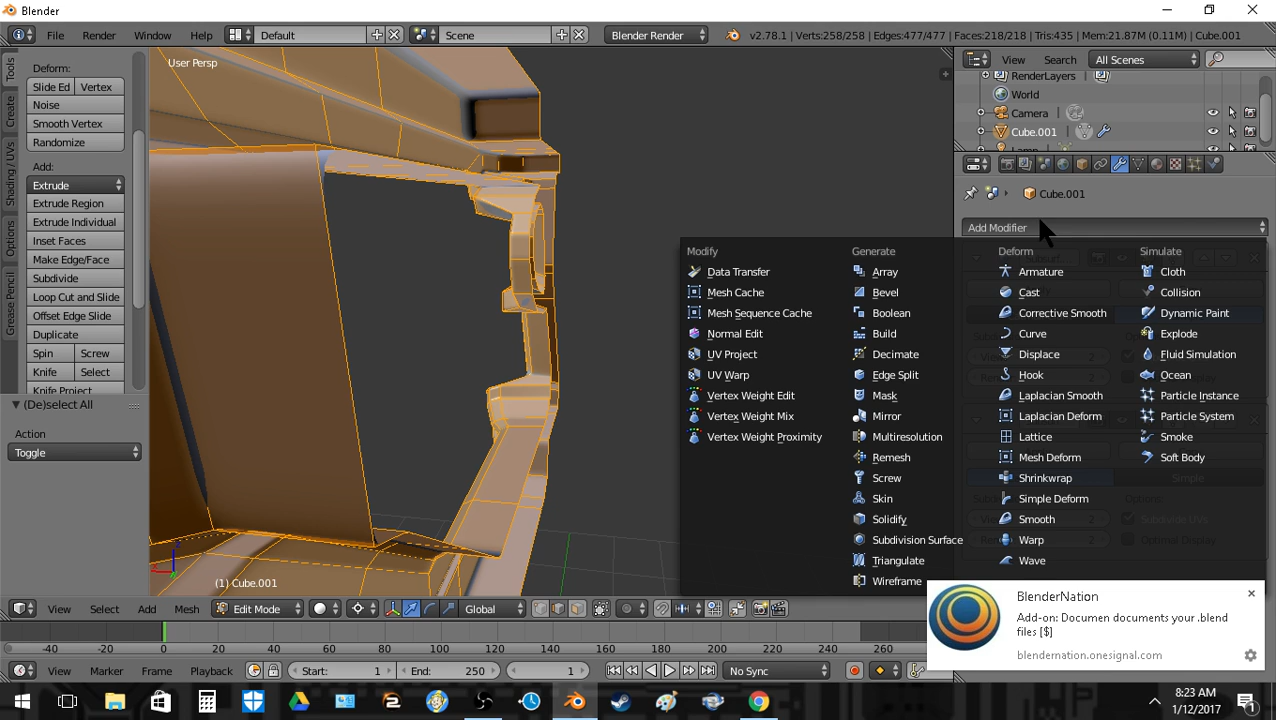 Blender
File Render Window Help Default Scene Blender Render v2.78.1 | Verts:258/258 | Edges:477/477 | Faces:218/218 | Tris:435 | Mem:21.87M (0.11M) | Cube.001
User Persp
View Search All Scenes
RenderLayers
World
Camera
Cube.001
Cube.001
Add Modifier
Tools
Create
Shading / UVs
Options
Grease Pencil
Deform:
Slide Ed Vertex
Noise
Smooth Vertex
Randomize
Add:
Extrude
Extrude Region
Extrude Individual
Inset Faces
Make Edge/Face
Subdivide
Loop Cut and Slide
Offset Edge Slide
Duplicate
Spin Screw
Knife Select
Knife Project
(De)select All
Action
Toggle
Modify
Data Transfer
Mesh Cache
Mesh Sequence Cache
Normal Edit
UV Project
UV Warp
Vertex Weight Edit
Vertex Weight Mix
Vertex Weight Proximity
Generate
Array
Bevel
Boolean
Build
Decimate
Edge Split
Mask
Mirror
Multiresolution
Remesh
Screw
Skin
Solidify
Subdivision Surface
Triangulate
Wireframe
Deform
Armature
Cast
Corrective Smooth
Curve
Displace
Hook
Laplacian Smooth
Laplacian Deform
Lattice
Mesh Deform
Shrinkwrap
Simple Deform
Smooth
Warp
Wave
Simulate
Cloth
Collision
Dynamic Paint
Explode
Fluid Simulation
Ocean
Particle Instance
Particle System
Smoke
Soft Body
(1) Cube.001
View Select Add Mesh Edit Mode Global
-40 -20 0 20 40 60 80 100 120 140 160 180 200 220 240 260
View Marker Frame Playback Start: 1 End: 250 1 No Sync
BlenderNation
Add-on: Documen documents your .blend
files [$]
blendernation.onesignal.com
8:23 AM
1/12/2017
1